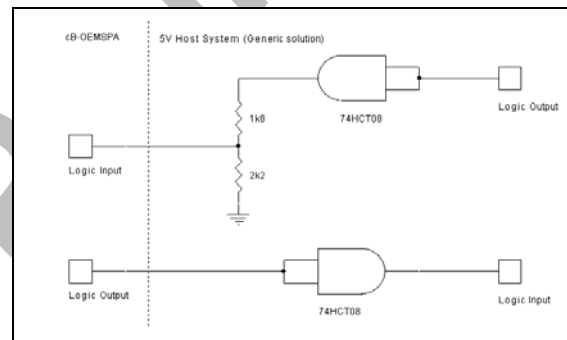 cB-OEMSPA
5V Host System (Generic solution)
1k8
74HCT08
Logic Output
Logic Input
2k2
Logic Output
74HCT08
Logic Input